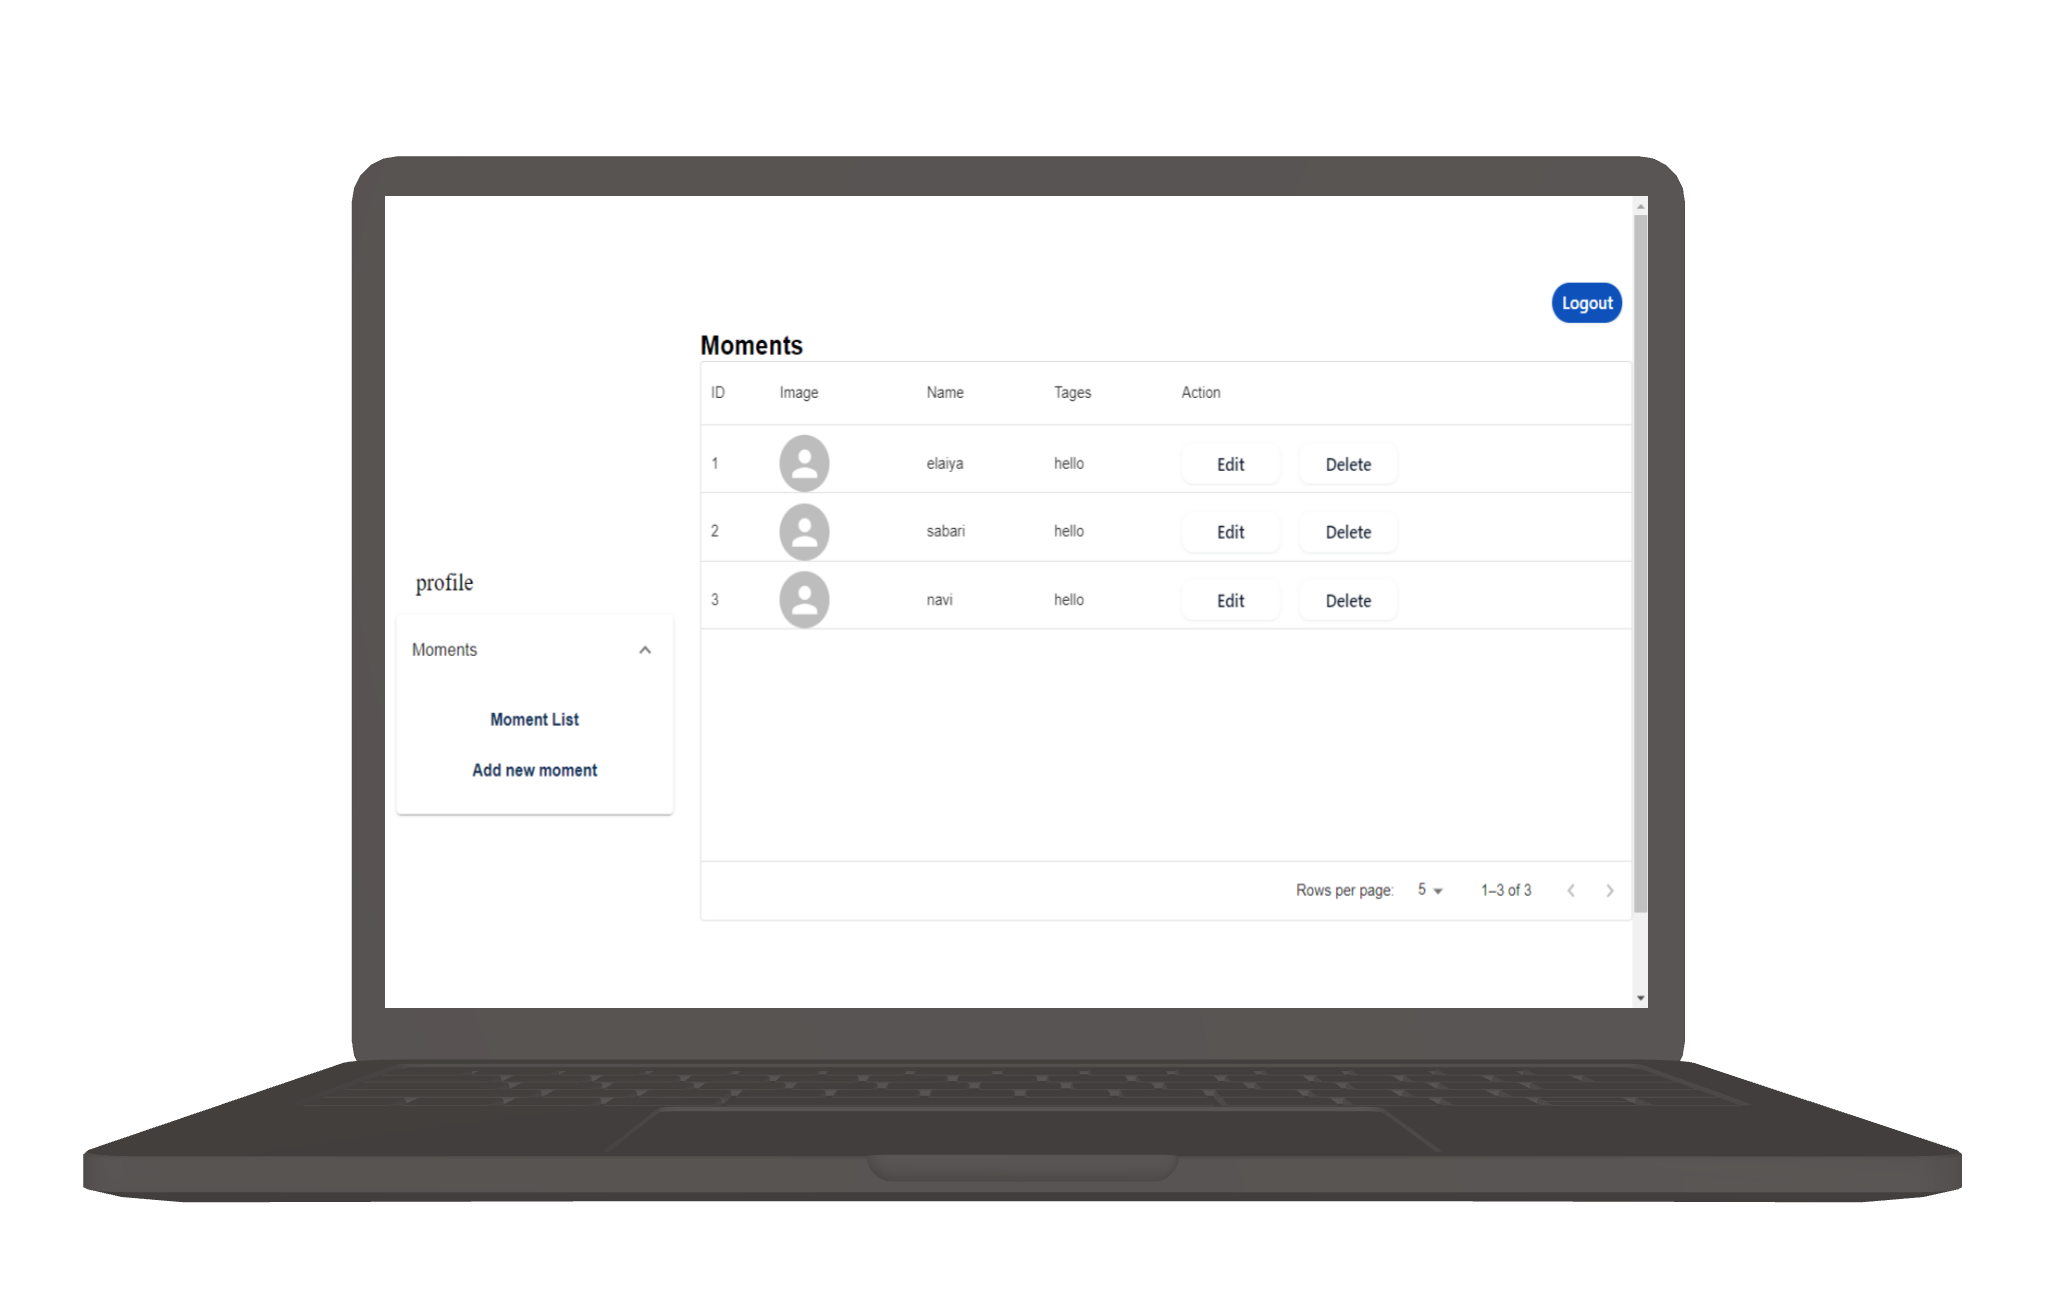 Logout
Moments
ID Image Name Tages Action
1 elaiya hello Edit Delete
2 sabari hello Edit Delete
3 navi hello Edit Delete
profile
Moments
Moment List
Add new moment
Rows per page: 5 1–3 of 3